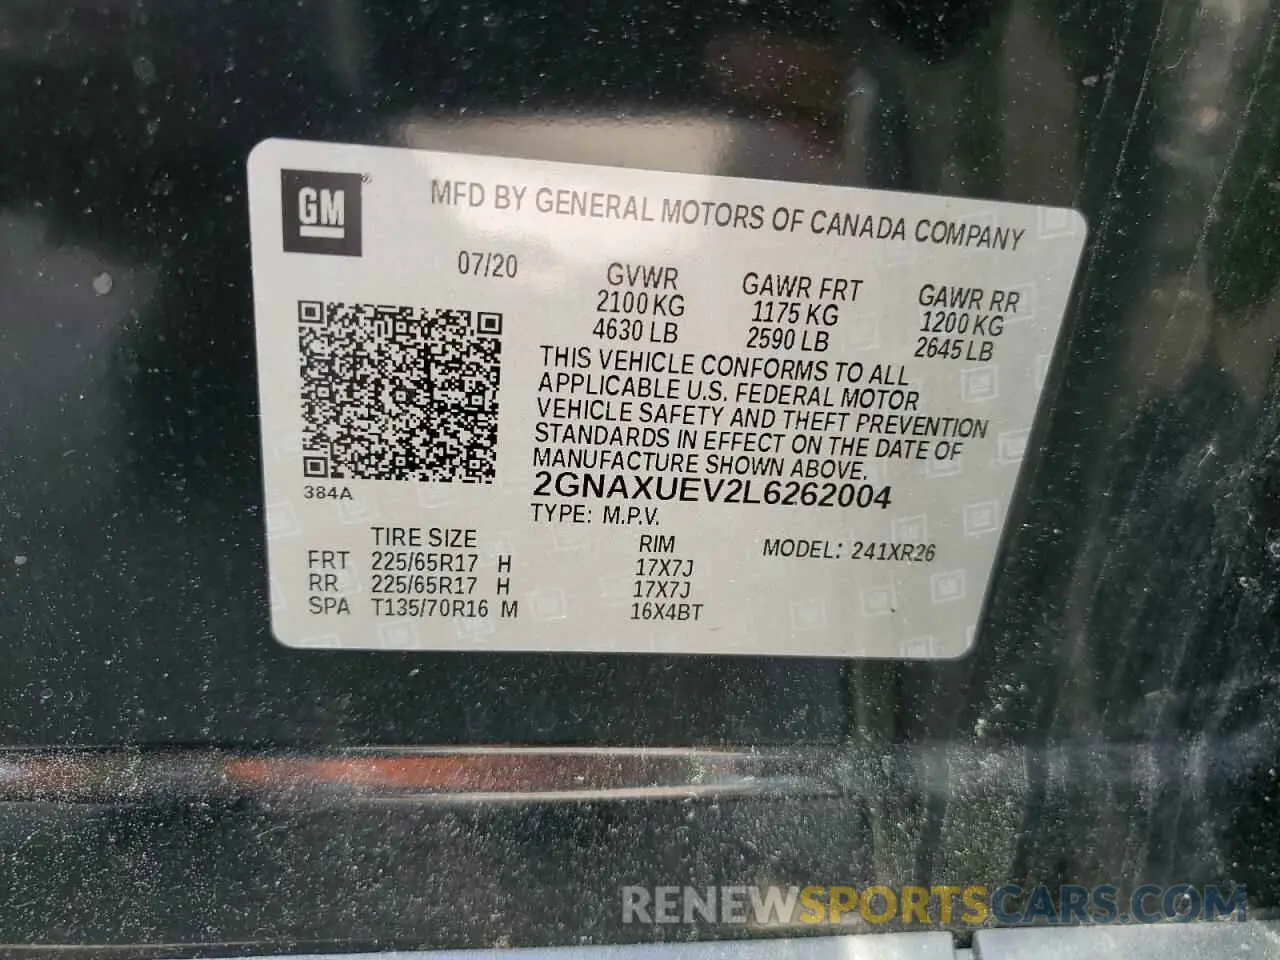 GM®
MFD BY GENERAL MOTORS OF CANADA COMPANY
07/20
GVWR
2100 KG
4630 LB
GAWR FRT
1175 KG
2590 LB
GAWR RR
1200 KG
2645 LB
THIS VEHICLE CONFORMS TO ALL
APPLICABLE U.S. FEDERAL MOTOR
VEHICLE SAFETY AND THEFT PREVENTION
STANDARDS IN EFFECT ON THE DATE OF
MANUFACTURE SHOWN ABOVE.
2GNAXUEV2L6262004
TYPE: M.P.V.
384A
TIRE SIZE RIM MODEL: 241XR26
FRT 225/65R17 H 17X7J
RR 225/65R17 H 17X7J
SPA T135/70R16 M 16X4BT
RENEWSPORTSCARS.COM